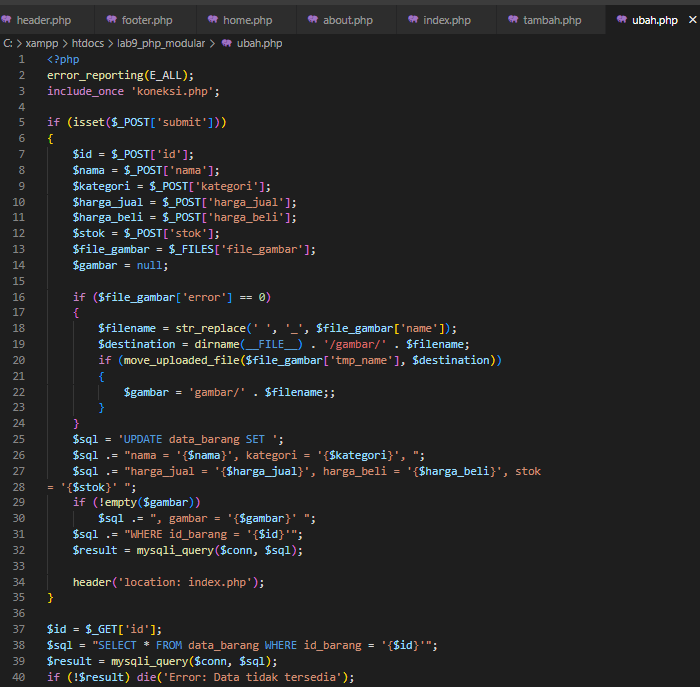 header.php footer.php home.php about.php index.php tambah.php ubah.php ×
C: > xampp > htdocs > lab9_php_modular > ubah.php
1 <?php
2 error_reporting(E_ALL);
3 include_once 'koneksi.php';
4
5 if (isset($_POST['submit']))
6 {
7 $id = $_POST['id'];
8 $nama = $_POST['nama'];
9 $kategori = $_POST['kategori'];
10 $harga_jual = $_POST['harga_jual'];
11 $harga_beli = $_POST['harga_beli'];
12 $stok = $_POST['stok'];
13 $file_gambar = $_FILES['file_gambar'];
14 $gambar = null;
15
16 if ($file_gambar['error'] == 0)
17 {
18 $filename = str_replace(' ', '_', $file_gambar['name']);
19 $destination = dirname(__FILE__) . '/gambar/' . $filename;
20 if (move_uploaded_file($file_gambar['tmp_name'], $destination))
21 {
22 $gambar = 'gambar/' . $filename;;
23 }
24 }
25 $sql = 'UPDATE data_barang SET ';
26 $sql .= "nama = '{$nama}', kategori = '{$kategori}', ";
27 $sql .= "harga_jual = '{$harga_jual}', harga_beli = '{$harga_beli}', stok
28 = '{$stok}' ";
29 if (!empty($gambar))
30 $sql .= ", gambar = '{$gambar}' ";
31 $sql .= "WHERE id_barang = '{$id}'";
32 $result = mysqli_query($conn, $sql);
33
34 header('location: index.php');
35 }
36
37 $id = $_GET['id'];
38 $sql = "SELECT * FROM data_barang WHERE id_barang = '{$id}'";
39 $result = mysqli_query($conn, $sql);
40 if (!$result) die('Error: Data tidak tersedia');